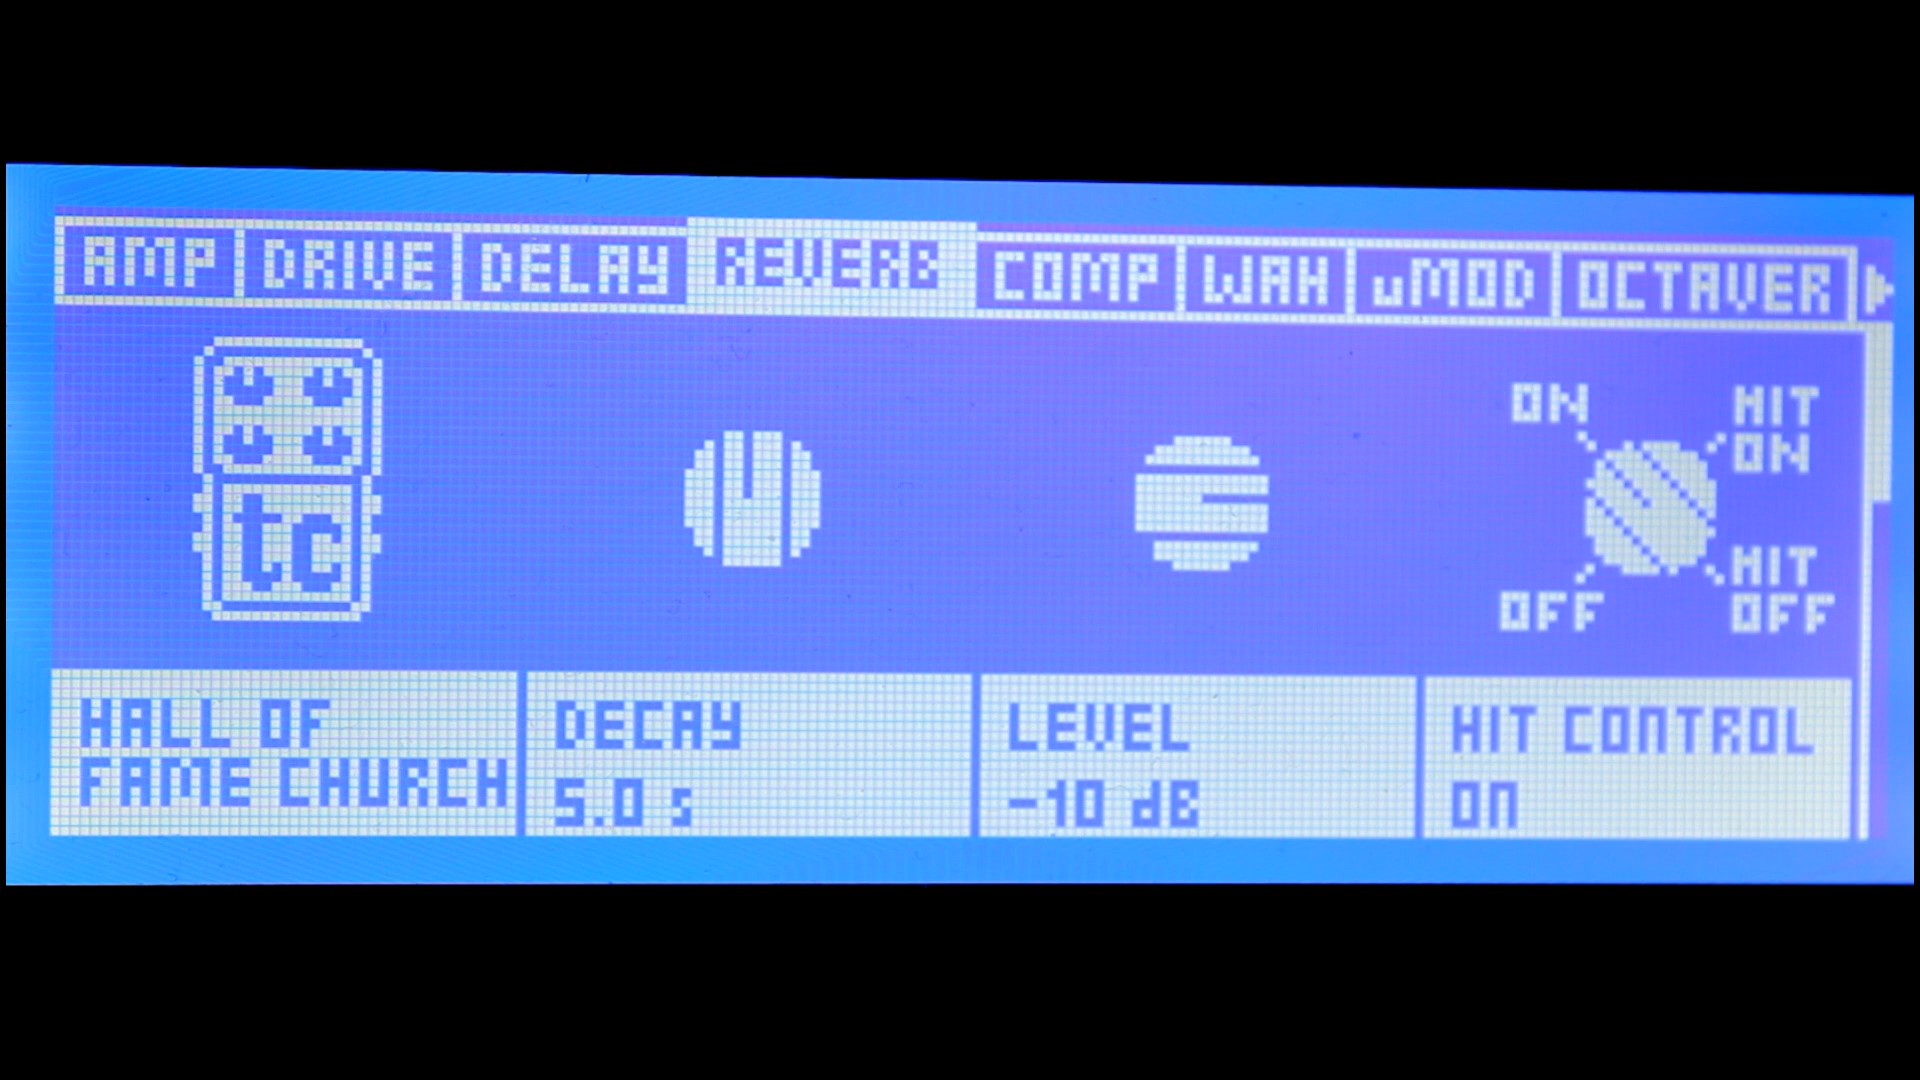 AMP DRIVE DELAY REVERB COMP WAH uMOD OCTAVER
ON
HIT
ON
tc
OFF
HIT
OFF
HALL OF
FAME CHURCH
DECAY
5.0 s
LEVEL
-10 dB
HIT CONTROL
ON